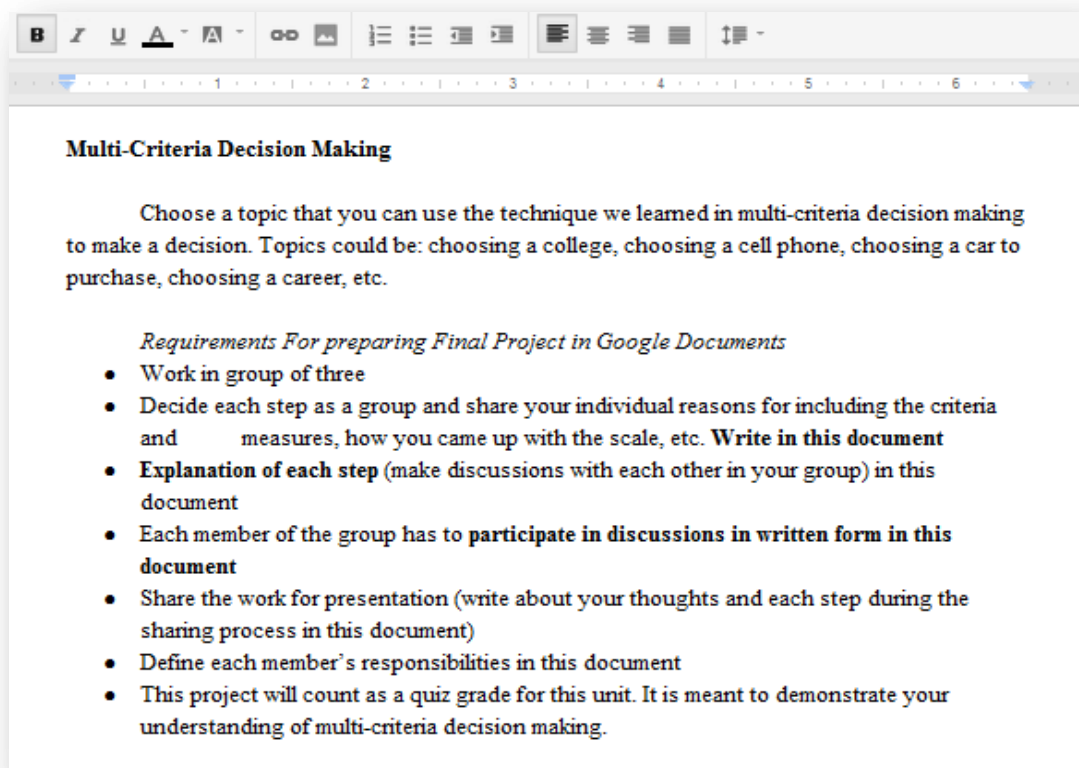 B I U A A
1 2 3 4 5 6
Multi-Criteria Decision Making
Choose a topic that you can use the technique we learned in multi-criteria decision making
to make a decision. Topics could be: choosing a college, choosing a cell phone, choosing a car to
purchase, choosing a career, etc.
Requirements For preparing Final Project in Google Documents
● Work in group of three
● Decide each step as a group and share your individual reasons for including the criteria
and measures, how you came up with the scale, etc. Write in this document
● Explanation of each step (make discussions with each other in your group) in this
document
● Each member of the group has to participate in discussions in written form in this
document
● Share the work for presentation (write about your thoughts and each step during the
sharing process in this document)
● Define each member's responsibilities in this document
● This project will count as a quiz grade for this unit. It is meant to demonstrate your
understanding of multi-criteria decision making.